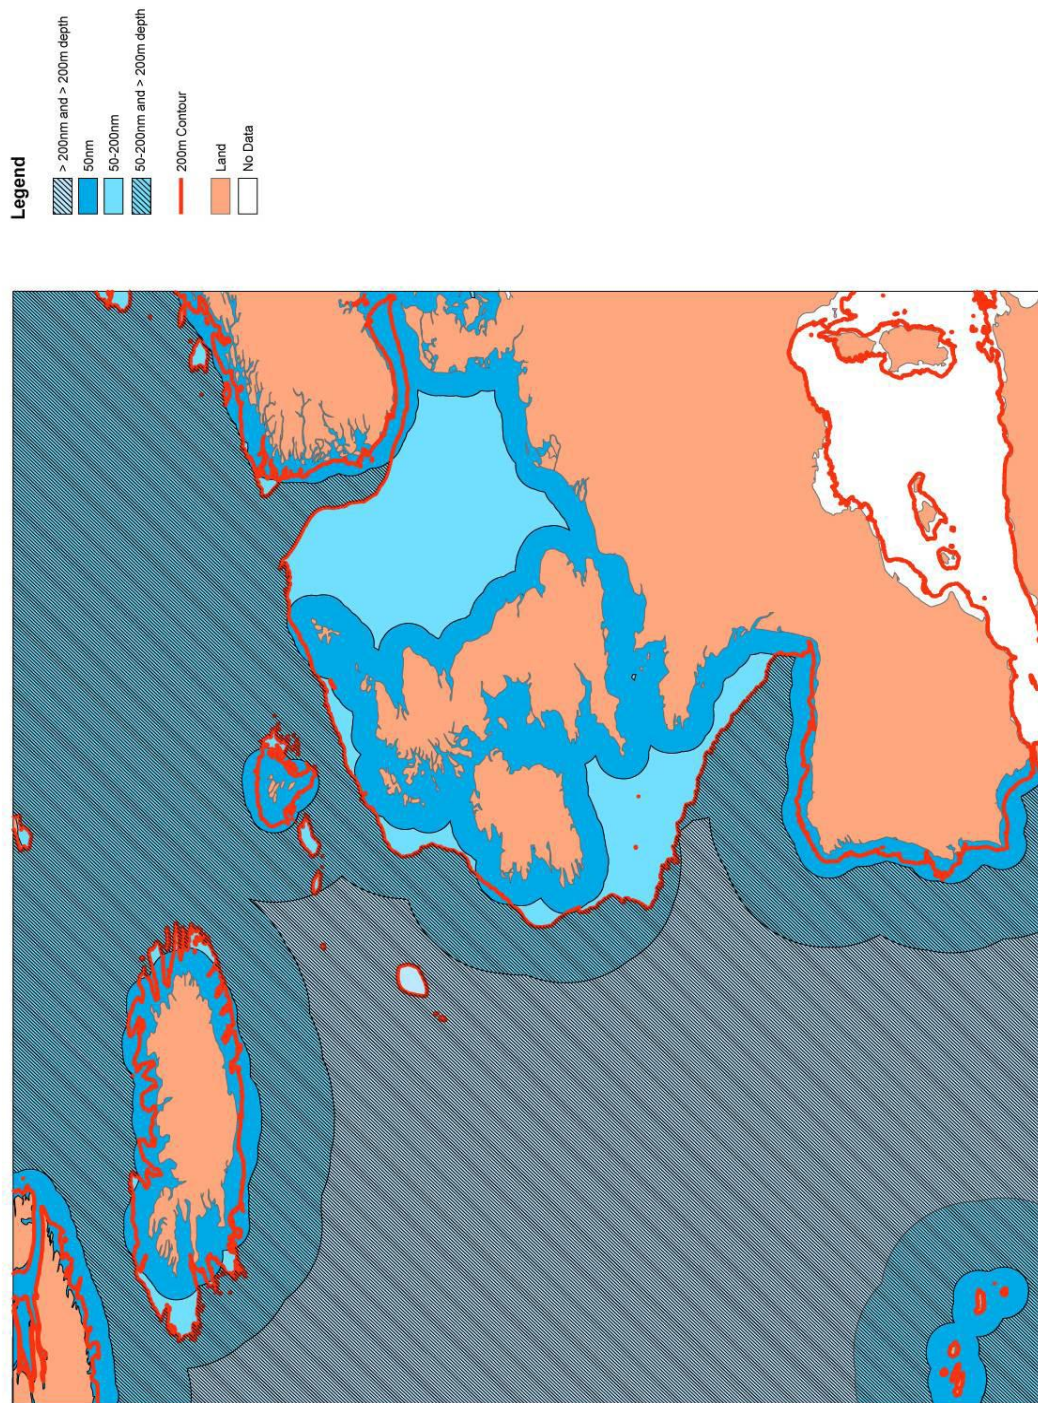 Legend
> 200nm and > 200m depth
50nm
50-200nm
50-200nm and > 200m depth
200m Contour
Land
No Data